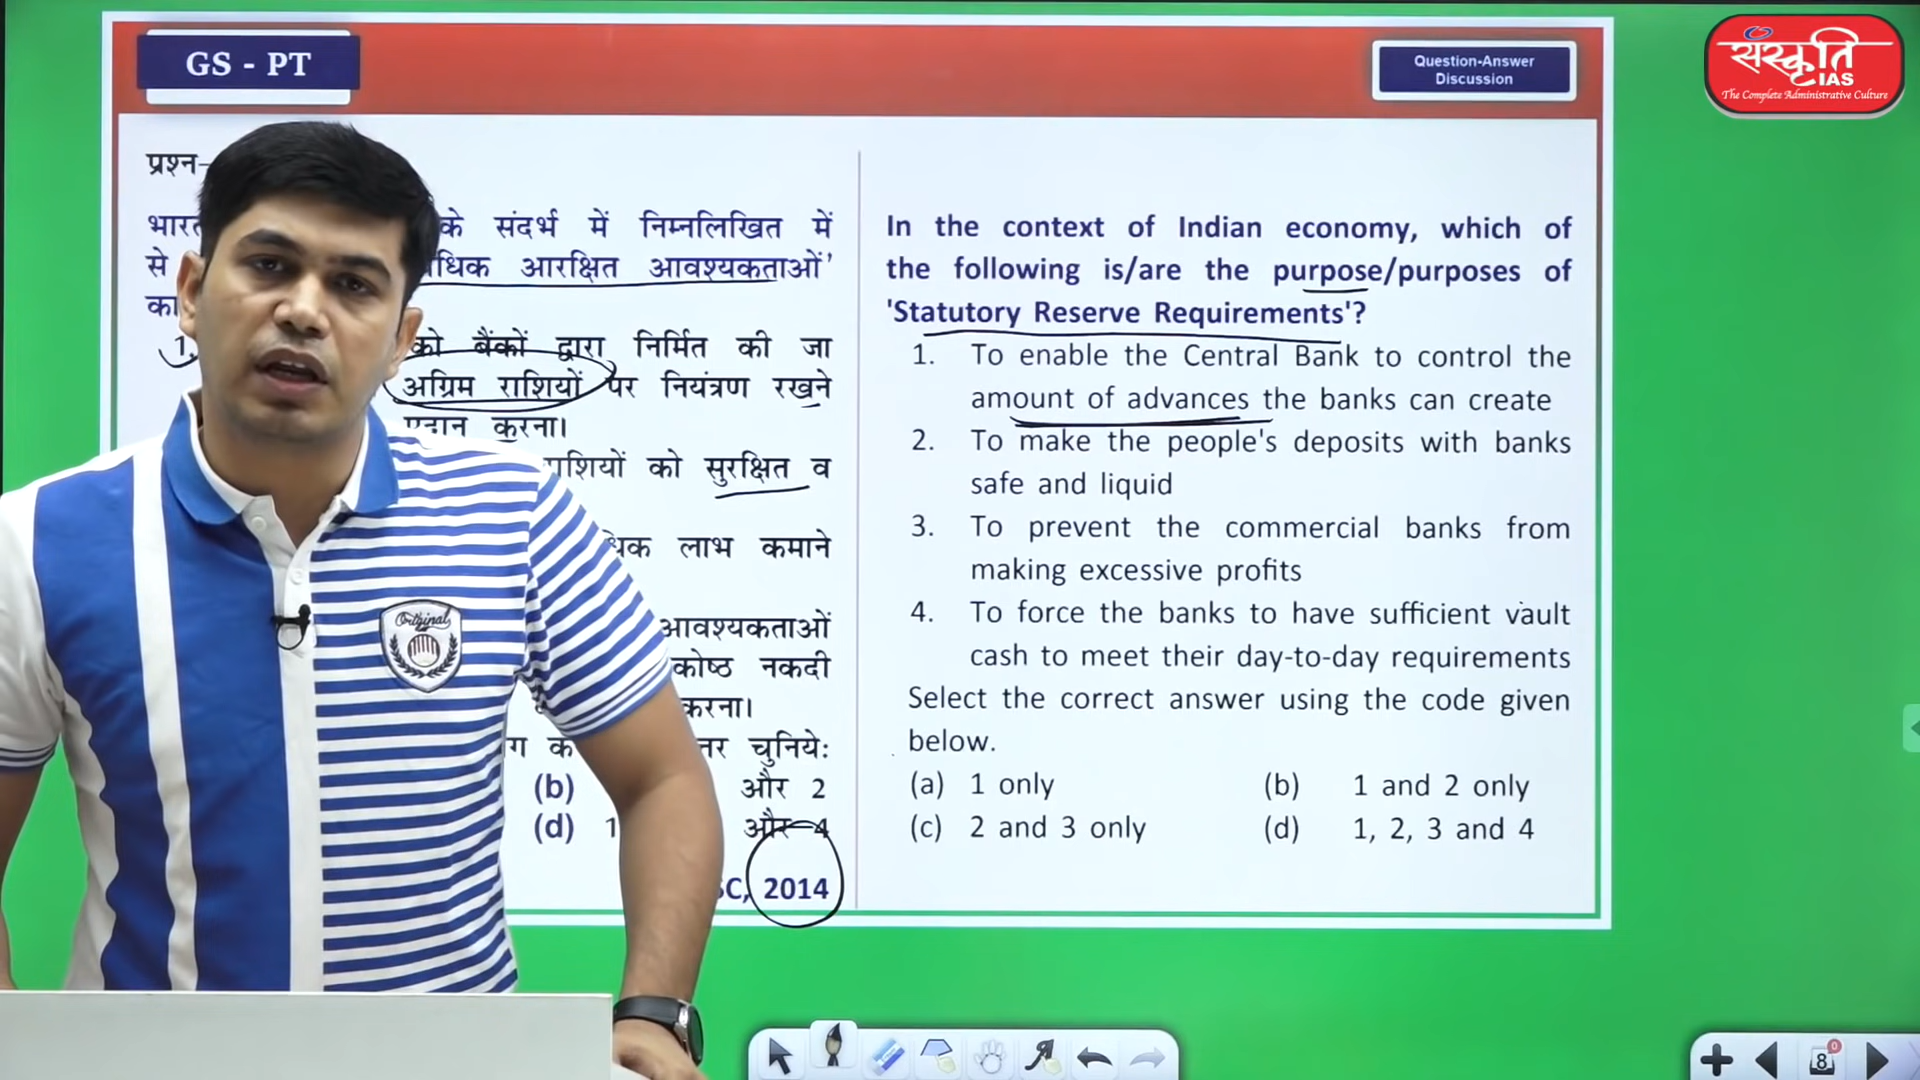 GS - PT
Question-Answer
Discussion
संस्कृति
IAS
The Complete Administrative Culture
प्रश्न-
भारत
के संदर्भ में निम्नलिखित में
से
आरक्षित आवश्यकताओं'
का
1.
को बैंकों द्वारा निर्मित की जा
अग्रिम राशियों पर नियंत्रण रखने
करना।
को सुरक्षित व
लाभ कमाने
आवश्यकताओं
नकदी
करना।
चुनिये:
(b)
और 2
(d) 1
और 4
2014
In the context of Indian economy, which of
the following is/are the purpose/purposes of
'Statutory Reserve Requirements'?
1. To enable the Central Bank to control the
amount of advances the banks can create
2. To make the people's deposits with banks
safe and liquid
3. To prevent the commercial banks from
making excessive profits
4. To force the banks to have sufficient vault
cash to meet their day-to-day requirements
Select the correct answer using the code given
below.
(a) 1 only (b) 1 and 2 only
(c) 2 and 3 only (d) 1, 2, 3 and 4
Original
8
0